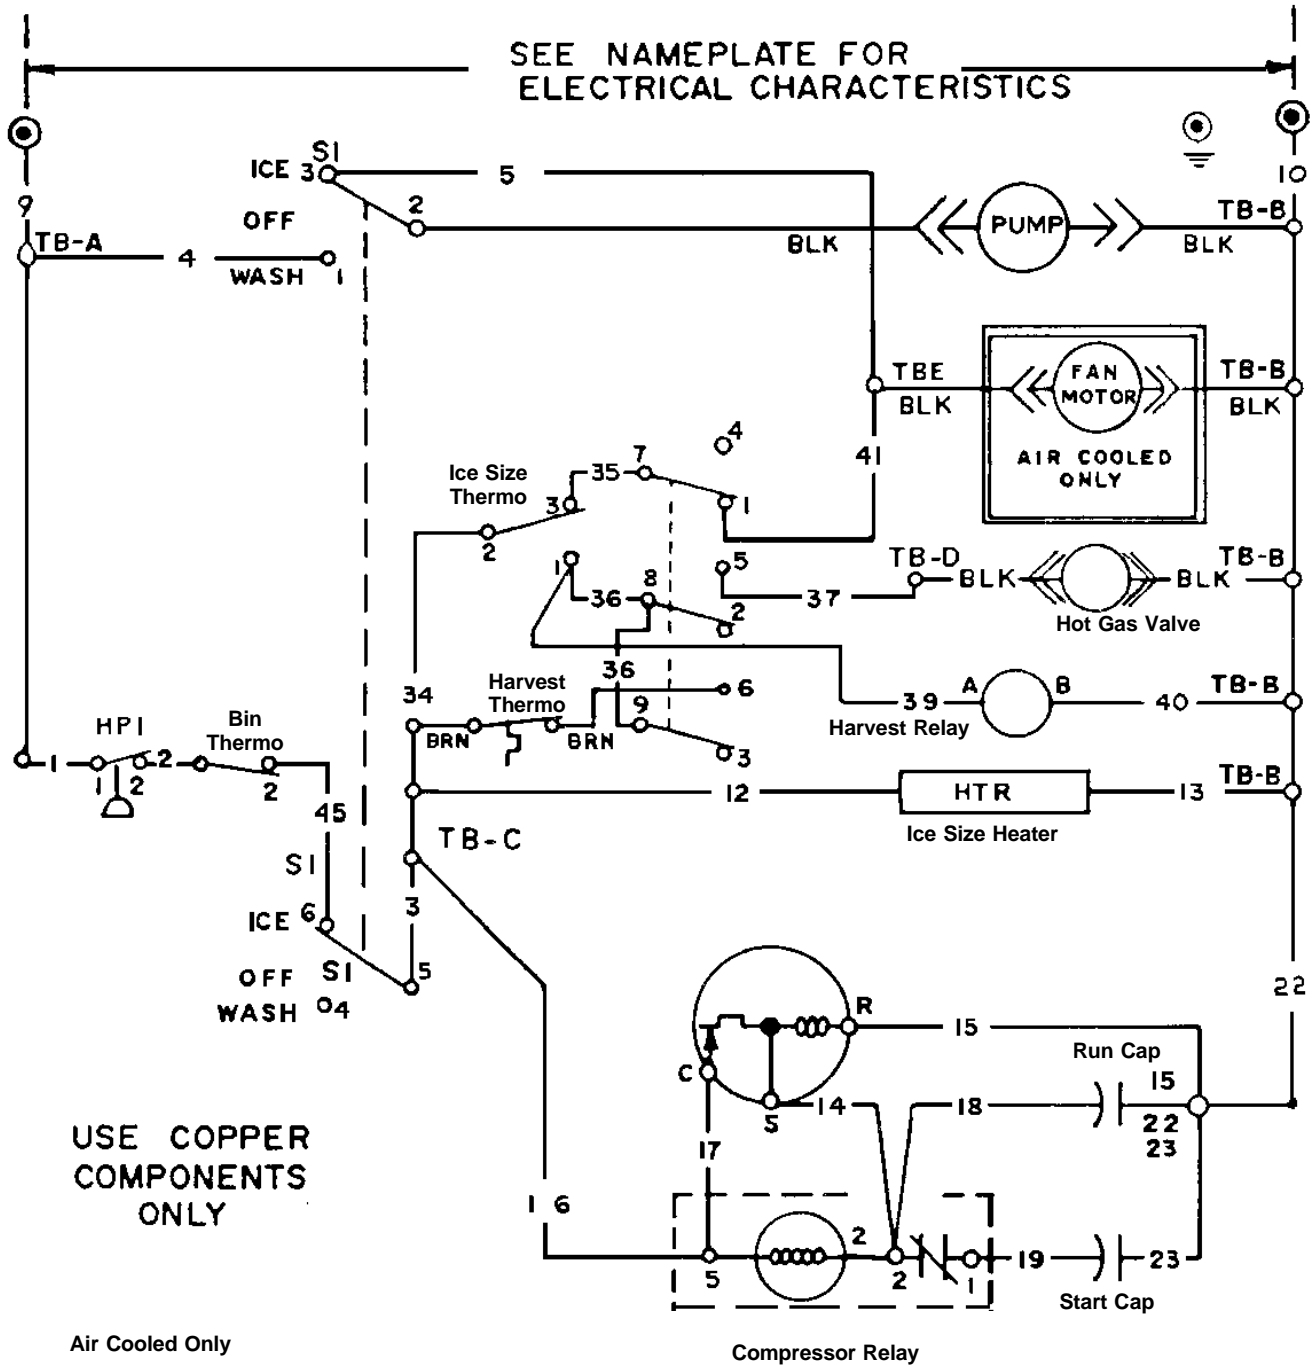 SEE NAMEPLATE FOR
ELECTRICAL CHARACTERISTICS
S1
ICE 3
5
10
9
2
OFF
PUMP
TB-B
TB-A
4
BLK
BLK
WASH 1
TBE
BLK
FAN
MOTOR
TB-B
BLK
4
41
AIR COOLED
ONLY
Ice Size
Thermo
35
7
3
1
2
1
8
5
TB-D
BLK
BLK
TB-B
36
37
2
Hot Gas Valve
36
34
Harvest
Thermo
6
39
A
B
40
TB-B
Harvest Relay
BRN
BRN
9
3
HP1
Bin
Thermo
1
2
1
2
2
12
HTR
13
TB-B
Ice Size Heater
45
TB-C
S1
3
ICE 6
S1
5
OFF
WASH 4
22
R
15
Run Cap
C
15
S
14
18
22
23
17
USE COPPER
COMPONENTS
ONLY
16
2
5
2
1
19
23
Start Cap
Air Cooled Only
Compressor Relay